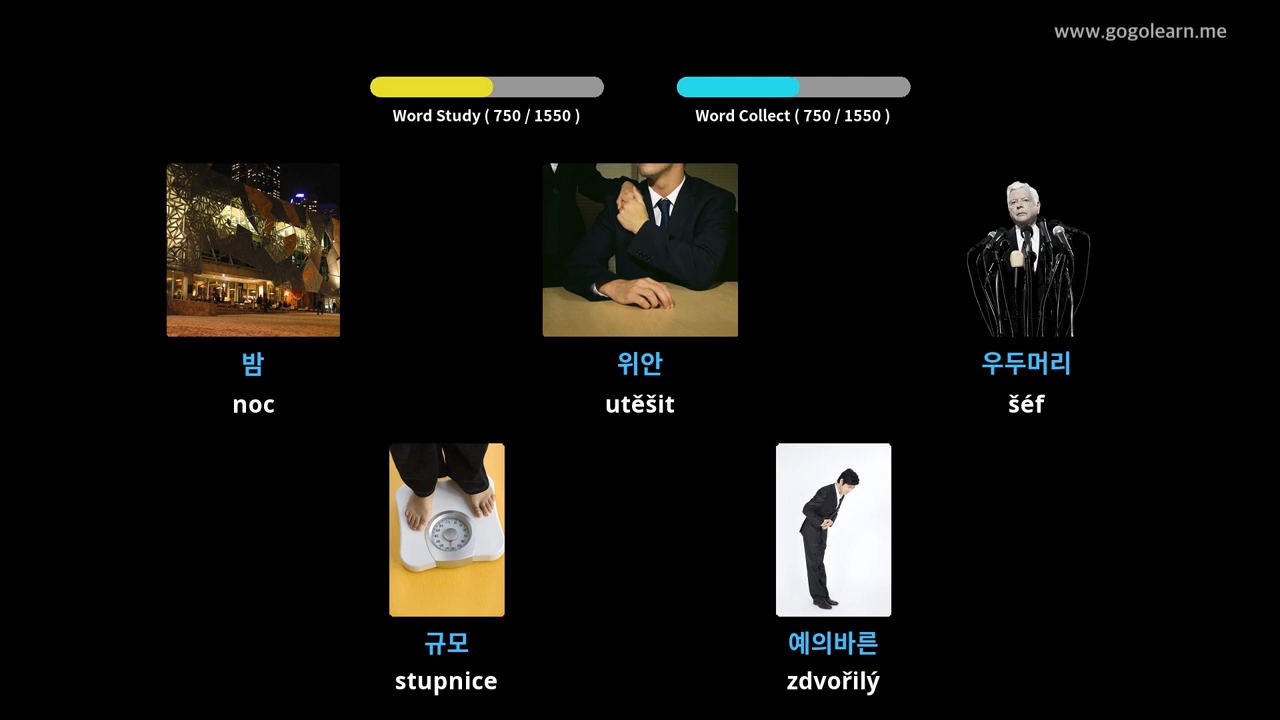 www.gogolearn.me
Word Study ( 750 / 1550 )
Word Collect ( 750 / 1550 )
밤
noc
위안
utěšit
우두머리
šéf
규모
stupnice
예의바른
zdvořilý